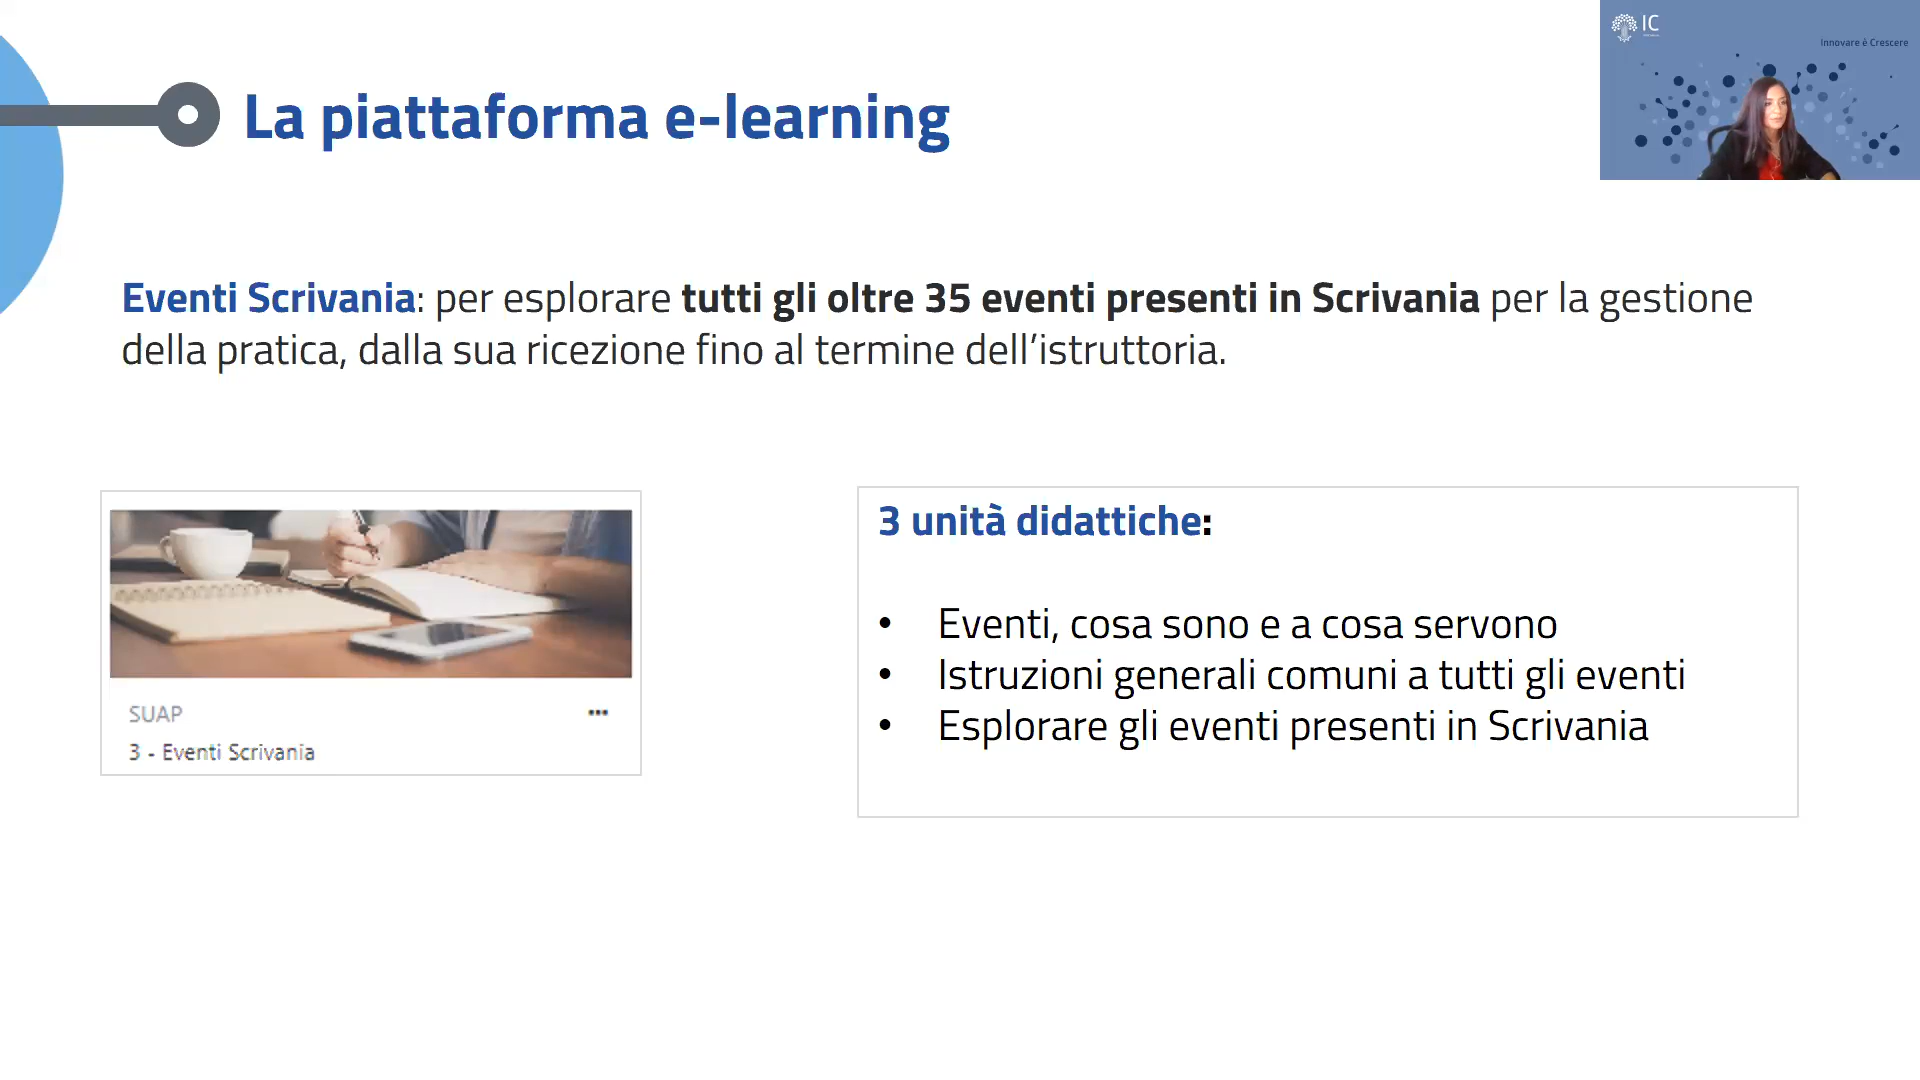 La piattaforma e-learning
IC
Innovare è Crescere
Eventi Scrivania: per esplorare tutti gli oltre 35 eventi presenti in Scrivania per la gestione
della pratica, dalla sua ricezione fino al termine dell’istruttoria.
SUAP
3 - Eventi Scrivania
3 unità didattiche:
• Eventi, cosa sono e a cosa servono
• Istruzioni generali comuni a tutti gli eventi
• Esplorare gli eventi presenti in Scrivania